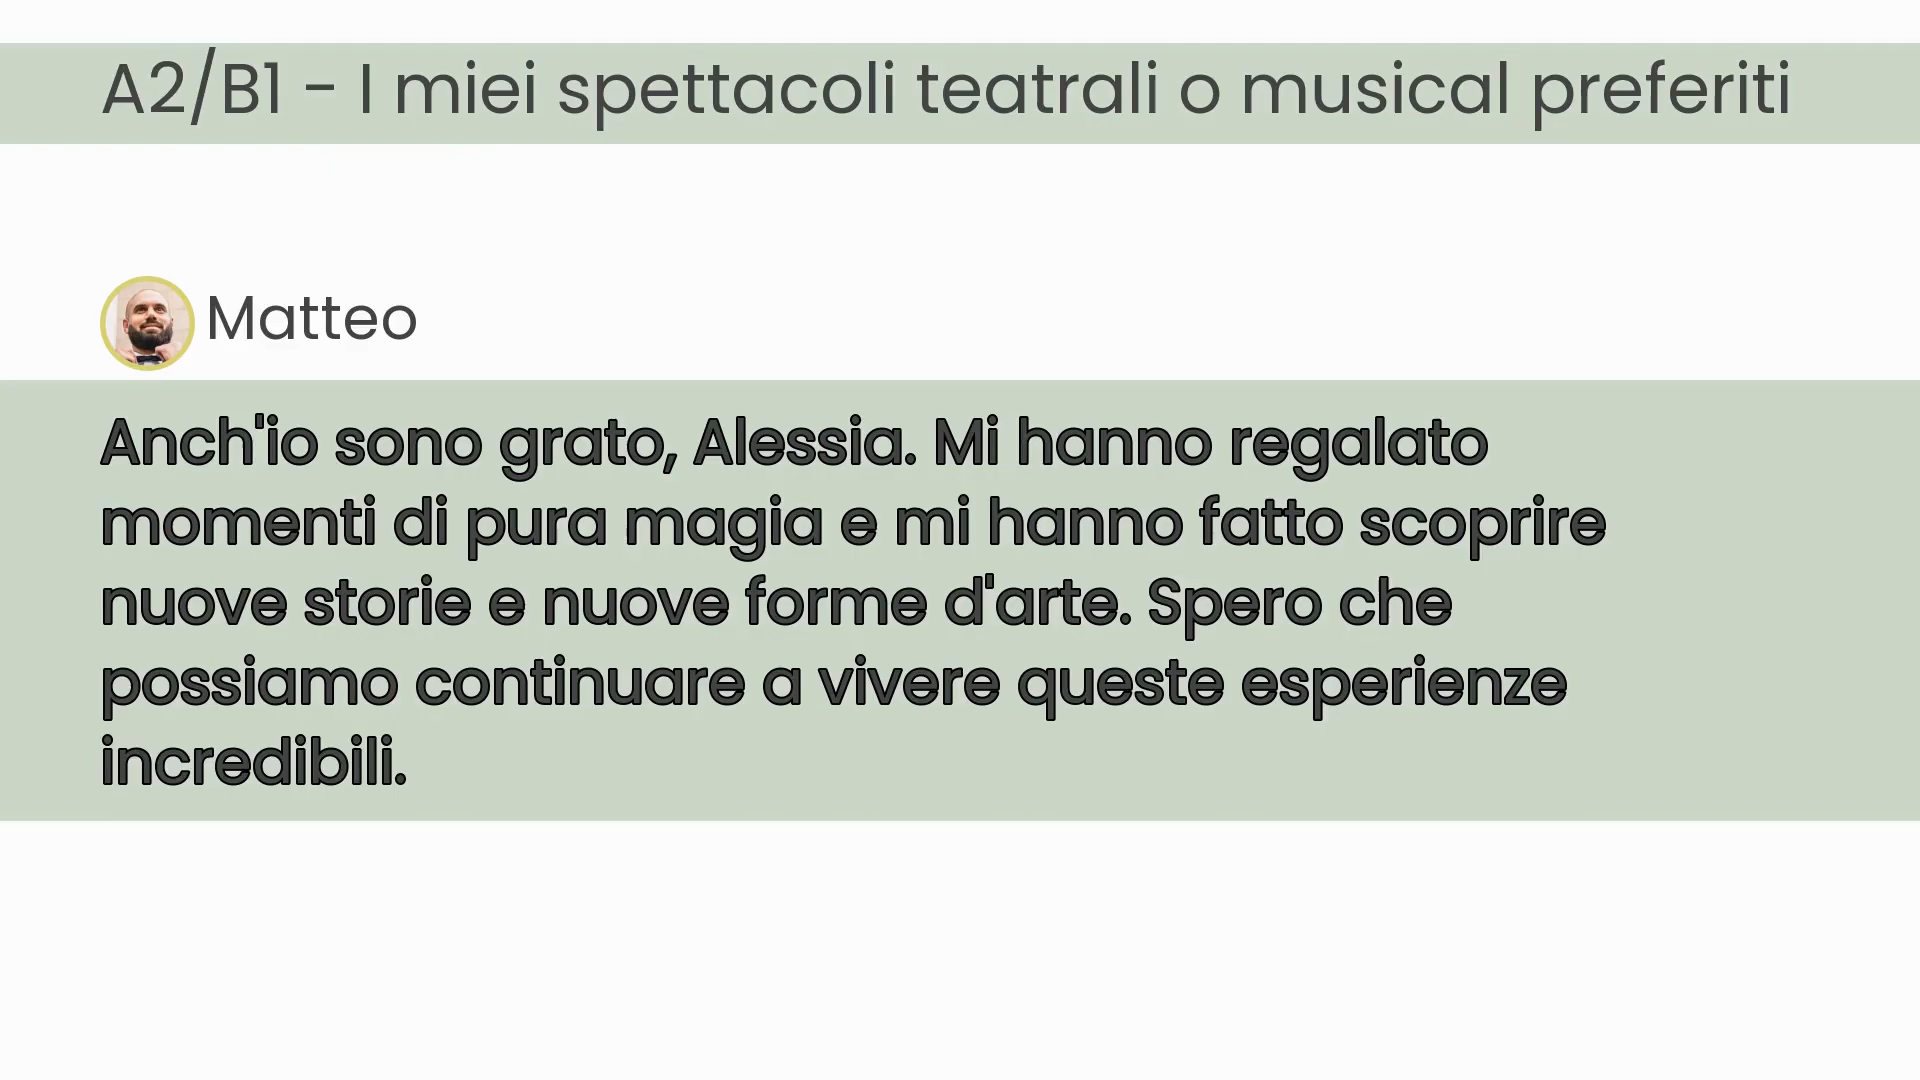 A2/B1 - I miei spettacoli teatrali o musical preferiti
Matteo
Anch'io sono grato, Alessia. Mi hanno regalato
momenti di pura magia e mi hanno fatto scoprire
nuove storie e nuove forme d'arte. Spero che
possiamo continuare a vivere queste esperienze
incredibili.